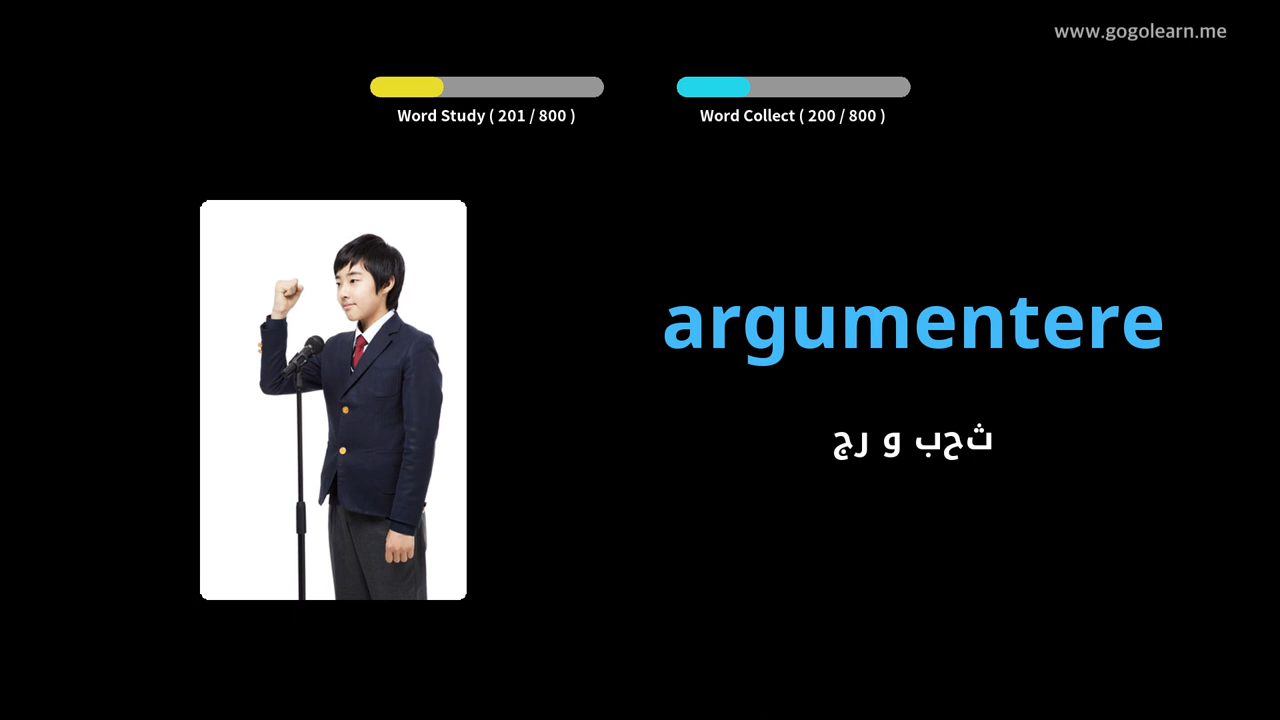 www.gogolearn.me
Word Study ( 201 / 800 )
Word Collect ( 200 / 800 )
argumentere
ثحب و رج